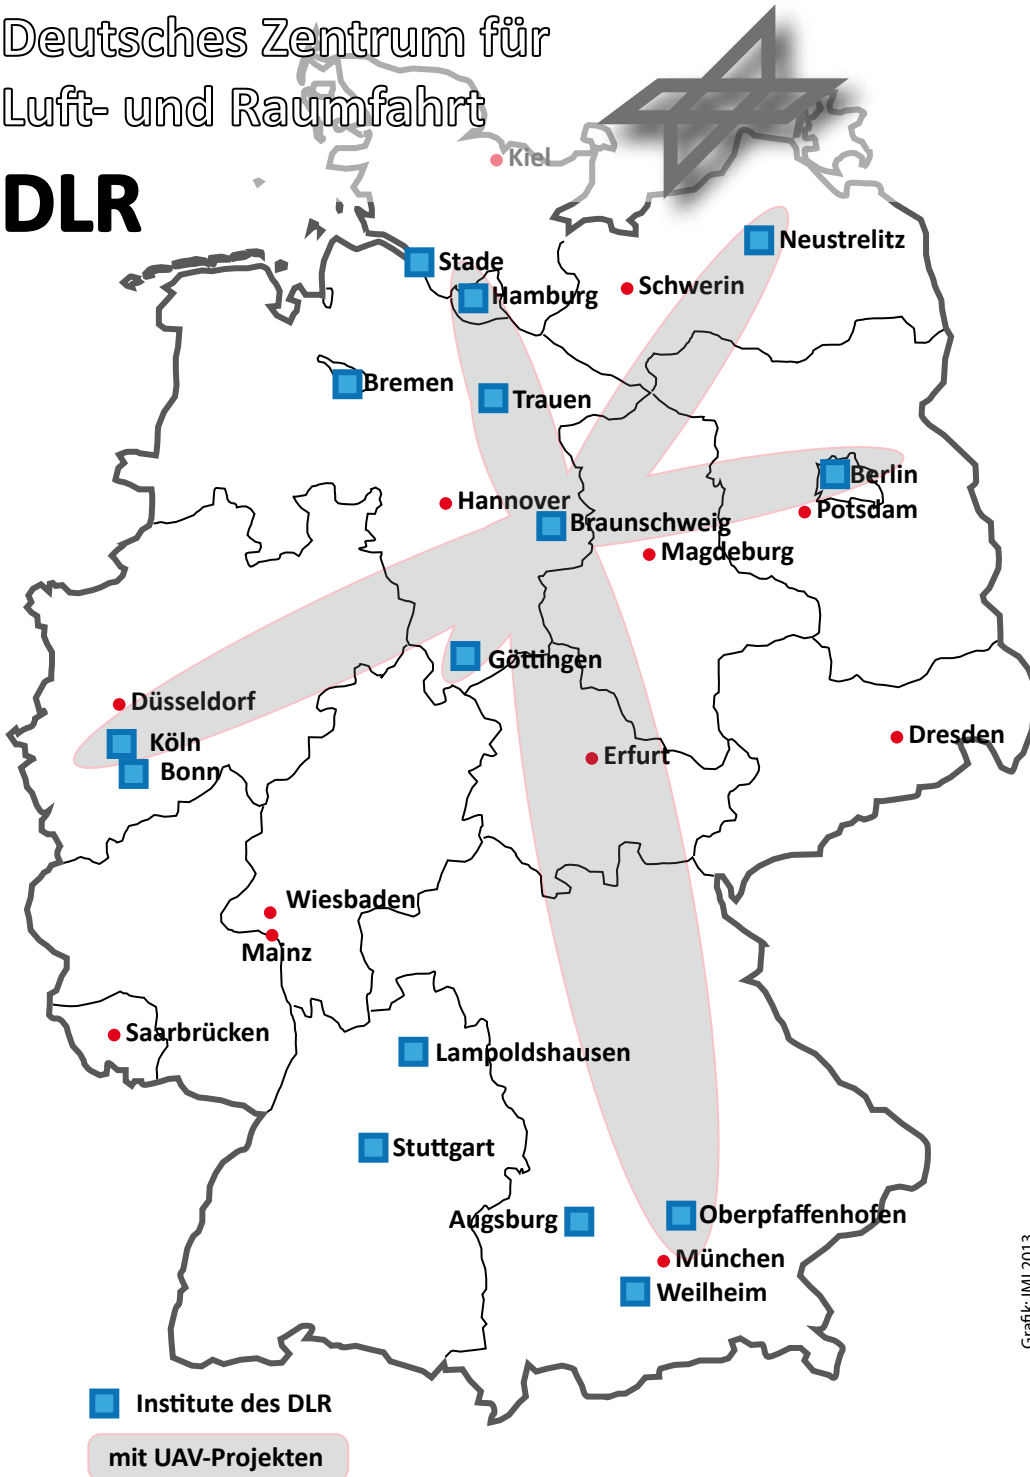 Deutsches Zentrum für
Luft- und Raumfahrt
DLR
Kiel
Neustrelitz
Stade
Schwerin
Hamburg
Bremen
Trauen
Berlin
Hannover
Potsdam
Braunschweig
Magdeburg
Göttingen
Düsseldorf
Dresden
Köln
Erfurt
Bonn
Wiesbaden
Mainz
Saarbrücken
Lampoldshausen
Stuttgart
Oberpfaffenhofen
Augsburg
München
Weilheim
Grafik: IMI 2013
Institute des DLR
mit UAV-Projekten